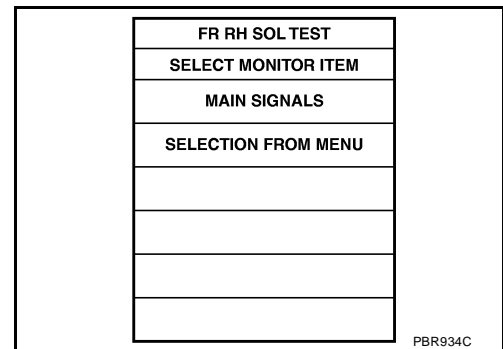 FR RH SOL TEST
SELECT MONITOR ITEM
MAIN SIGNALS
SELECTION FROM MENU
PBR934C